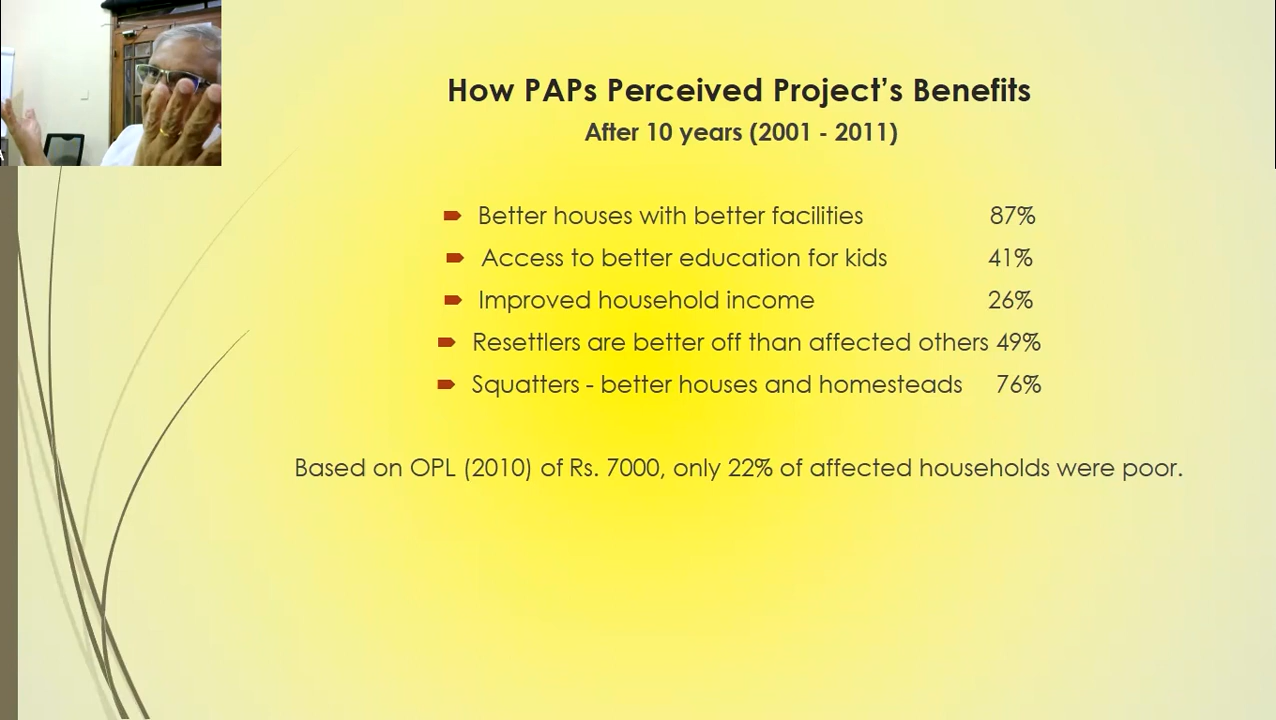 How PAPs Perceived Project's Benefits
After 10 years (2001 - 2011)
Better houses with better facilities 87%
Access to better education for kids 41%
Improved household income 26%
Resettlers are better off than affected others 49%
Squatters - better houses and homesteads 76%
Based on OPL (2010) of Rs. 7000, only 22% of affected households were poor.